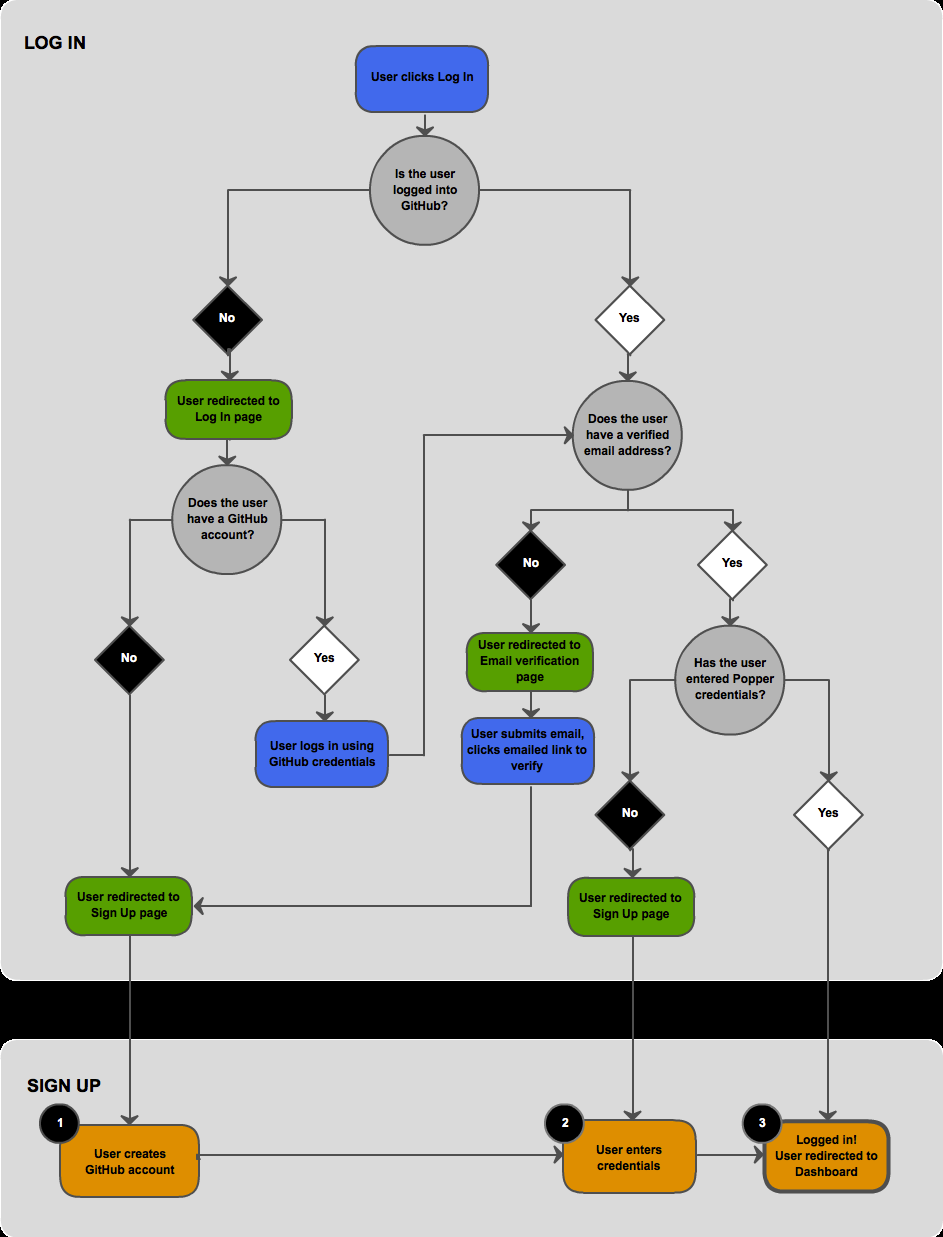 LOG IN
User clicks Log In
Is the user
logged into
GitHub?
No
Yes
User redirected to
Log In page
Does the user
have a verified
email address?
Does the user
have a GitHub
account?
No
Yes
No
Yes
User redirected to
Email verification
page
Has the user
entered Popper
credentials?
User logs in using
GitHub credentials
User submits email,
clicks emailed link to
verify
No
Yes
User redirected to
Sign Up page
User redirected to
Sign Up page
SIGN UP
1
User creates
GitHub account
2
User enters
credentials
3
Logged in!
User redirected to
Dashboard